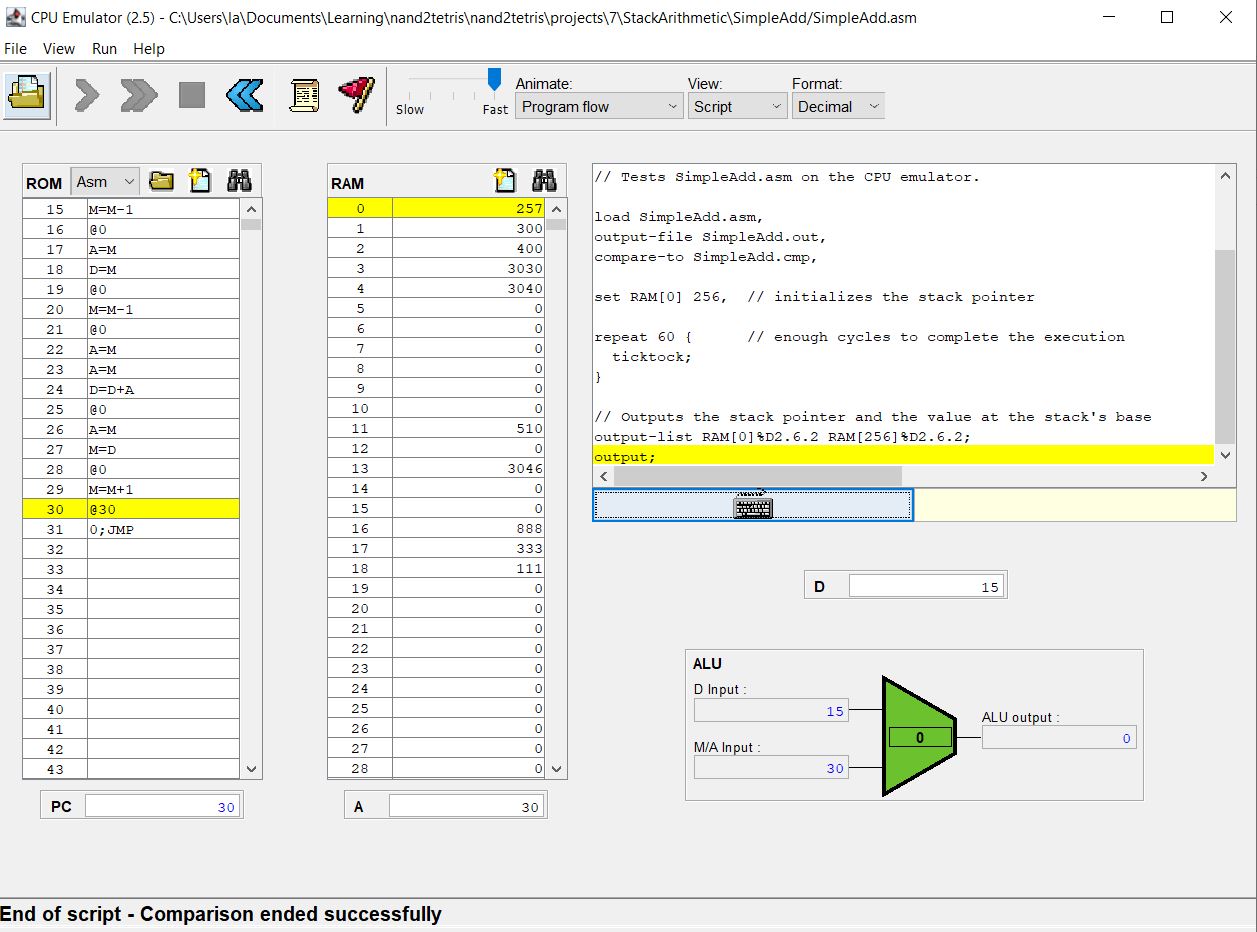 CPU Emulator (2.5) - C:\Users\la\Documents\Learning\nand2tetris\nand2tetris\projects\7\StackArithmetic\SimpleAdd/SimpleAdd.asm
File View Run Help
Slow Fast
Animate:
Program flow
View:
Script
Format:
Decimal
ROM Asm
15 M=M-1
16 @0
17 A=M
18 D=M
19 @0
20 M=M-1
21 @0
22 A=M
23 A=M
24 D=D+A
25 @0
26 A=M
27 M=D
28 @0
29 M=M+1
30 @30
31 0;JMP
32
33
34
35
36
37
38
39
40
41
42
43
PC 30
RAM
0 257
1 300
2 400
3 3030
4 3040
5 0
6 0
7 0
8 0
9 0
10 0
11 510
12 0
13 3046
14 0
15 0
16 888
17 333
18 111
19 0
20 0
21 0
22 0
23 0
24 0
25 0
26 0
27 0
28 0
A 30
// Tests SimpleAdd.asm on the CPU emulator.
load SimpleAdd.asm,
output-file SimpleAdd.out,
compare-to SimpleAdd.cmp,
set RAM[0] 256,  // initializes the stack pointer
repeat 60 {      // enough cycles to complete the execution
  ticktock;
}
// Outputs the stack pointer and the value at the stack's base
output-list RAM[0]%D2.6.2 RAM[256]%D2.6.2;
output;
D 15
ALU
D Input :
15
M/A Input :
30
0
ALU output :
0
End of script - Comparison ended successfully